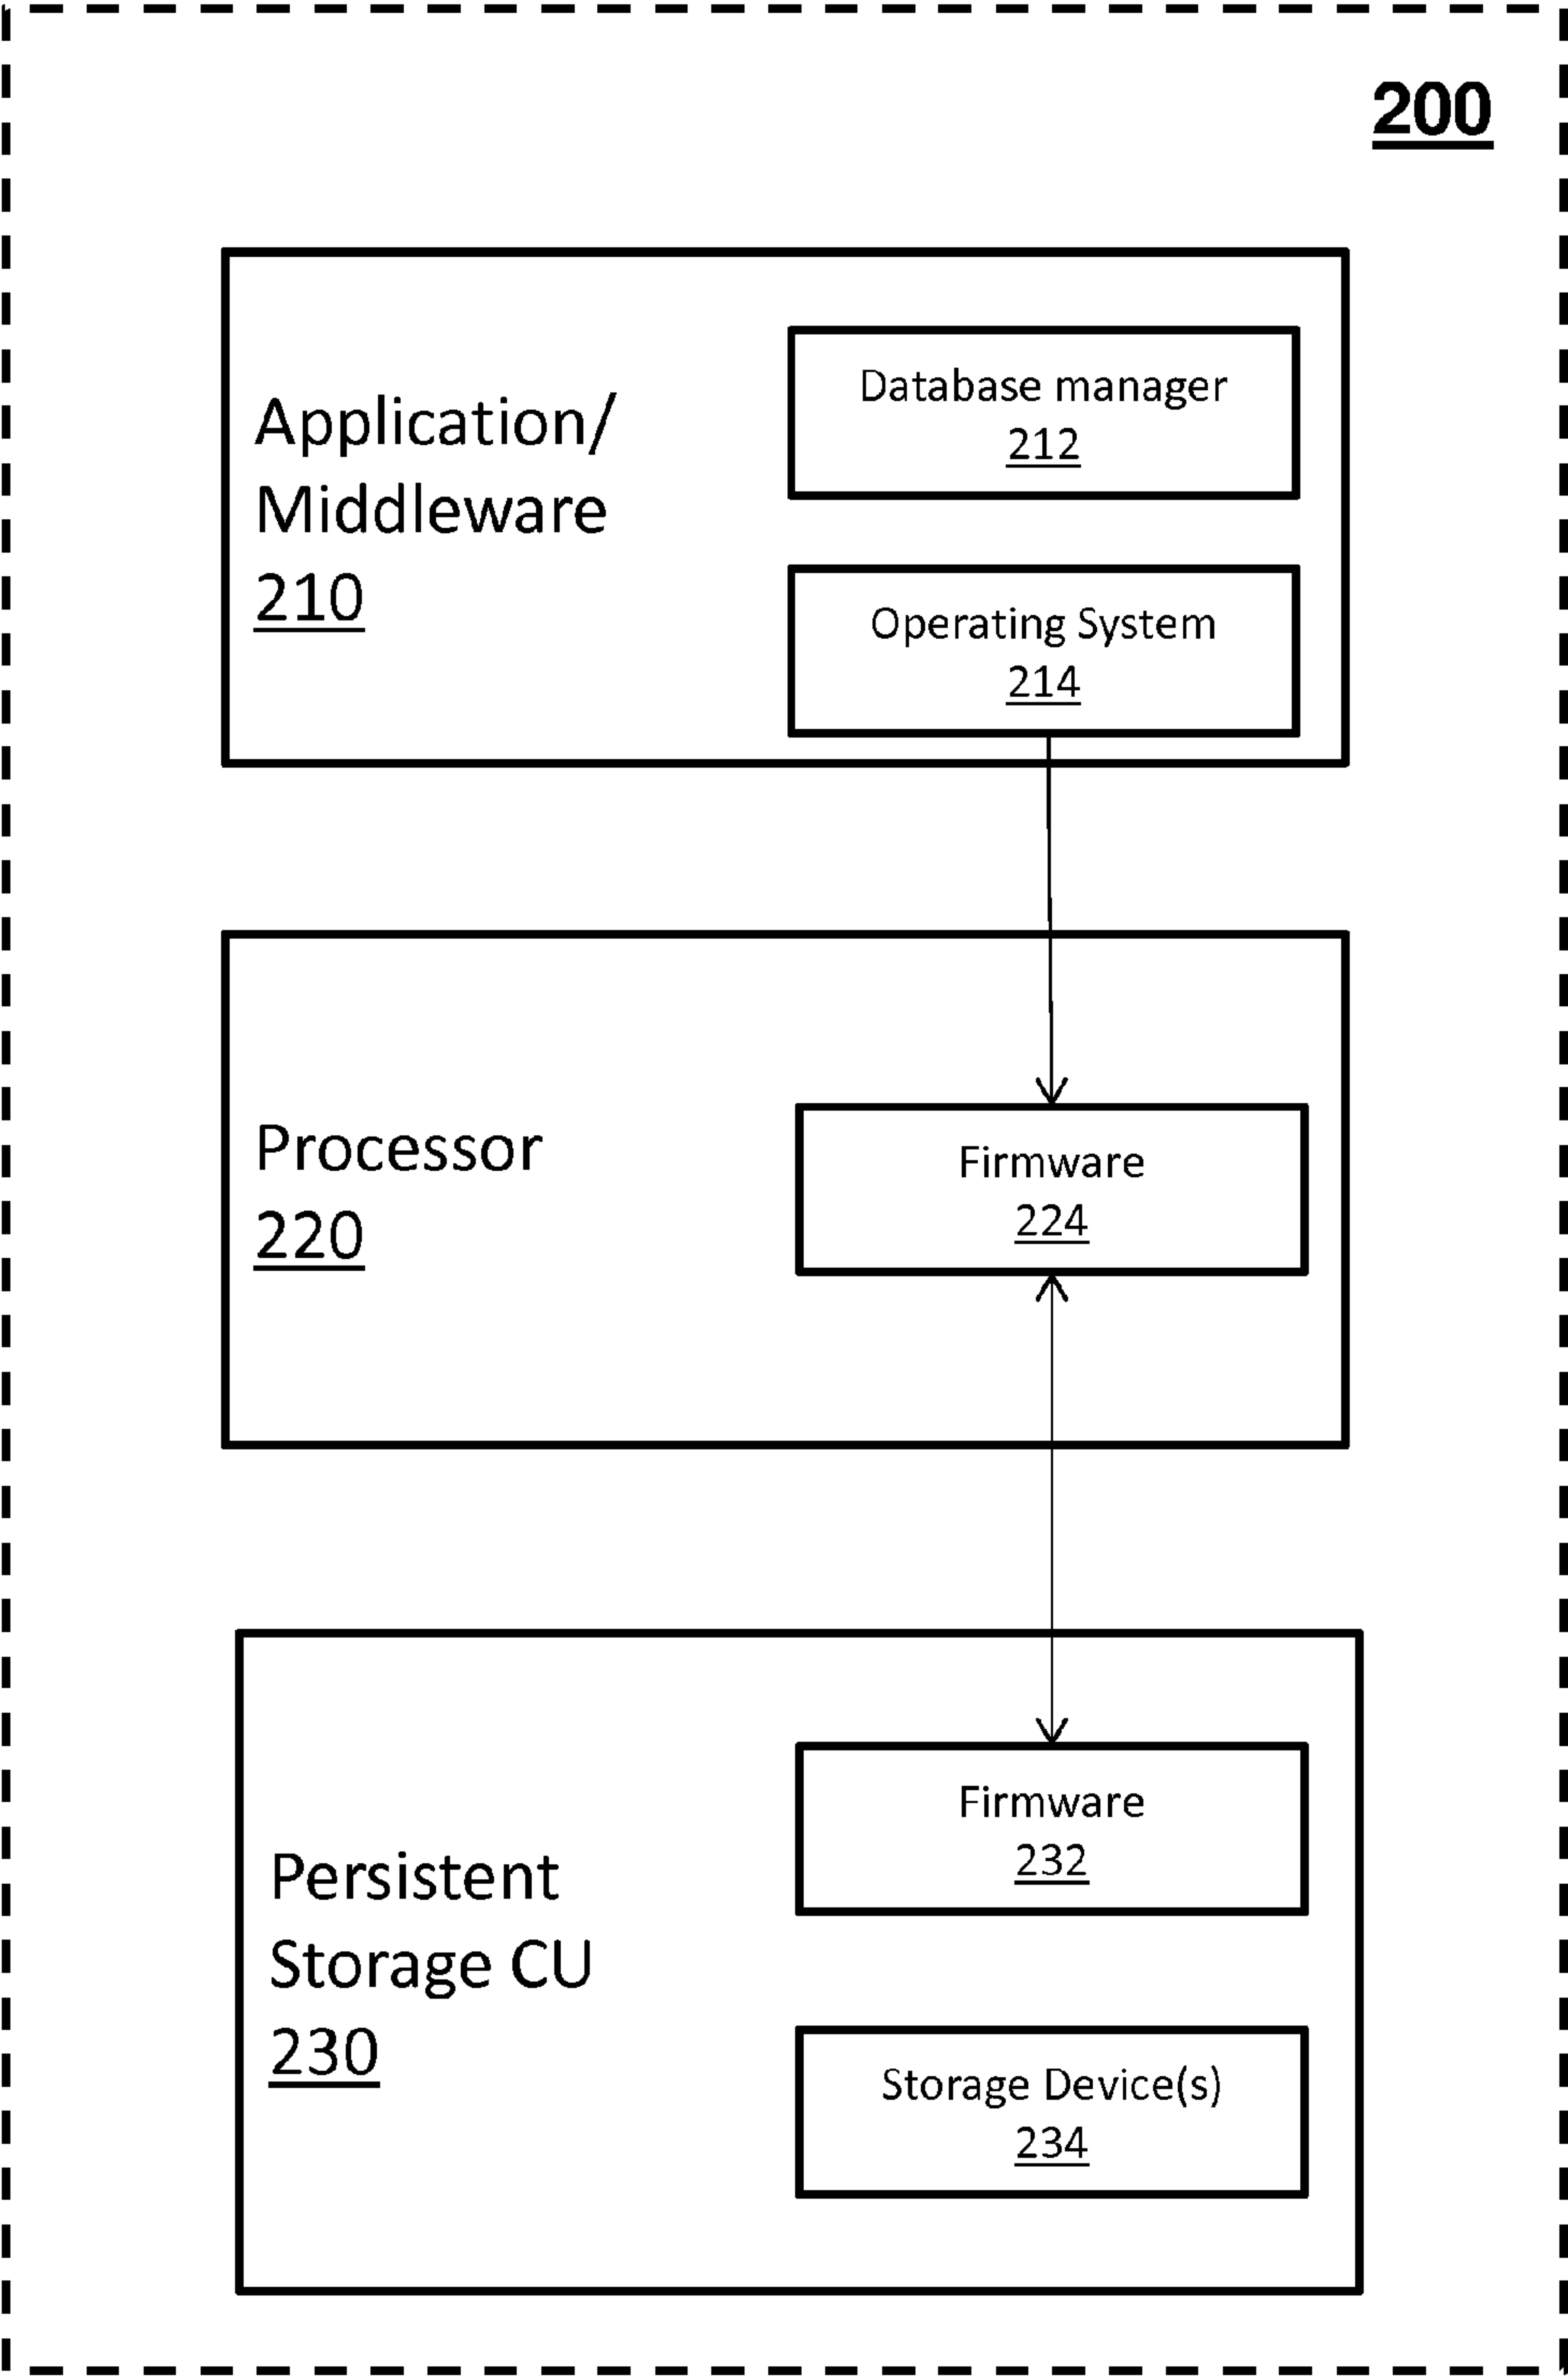 200
Application/
Middleware
210
Database manager
212
Operating System
214
Processor
220
Firmware
224
Persistent
Storage CU
230
Firmware
232
Storage Device(s)
234